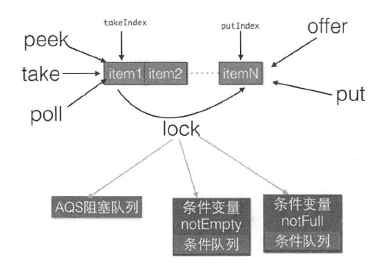 takeIndex
putIndex
peek
offer
take
item1
item2
itemN
put
poll
lock
AQS阻塞队列
条件变量
notEmpty
条件队列
条件变量
notFull
条件队列